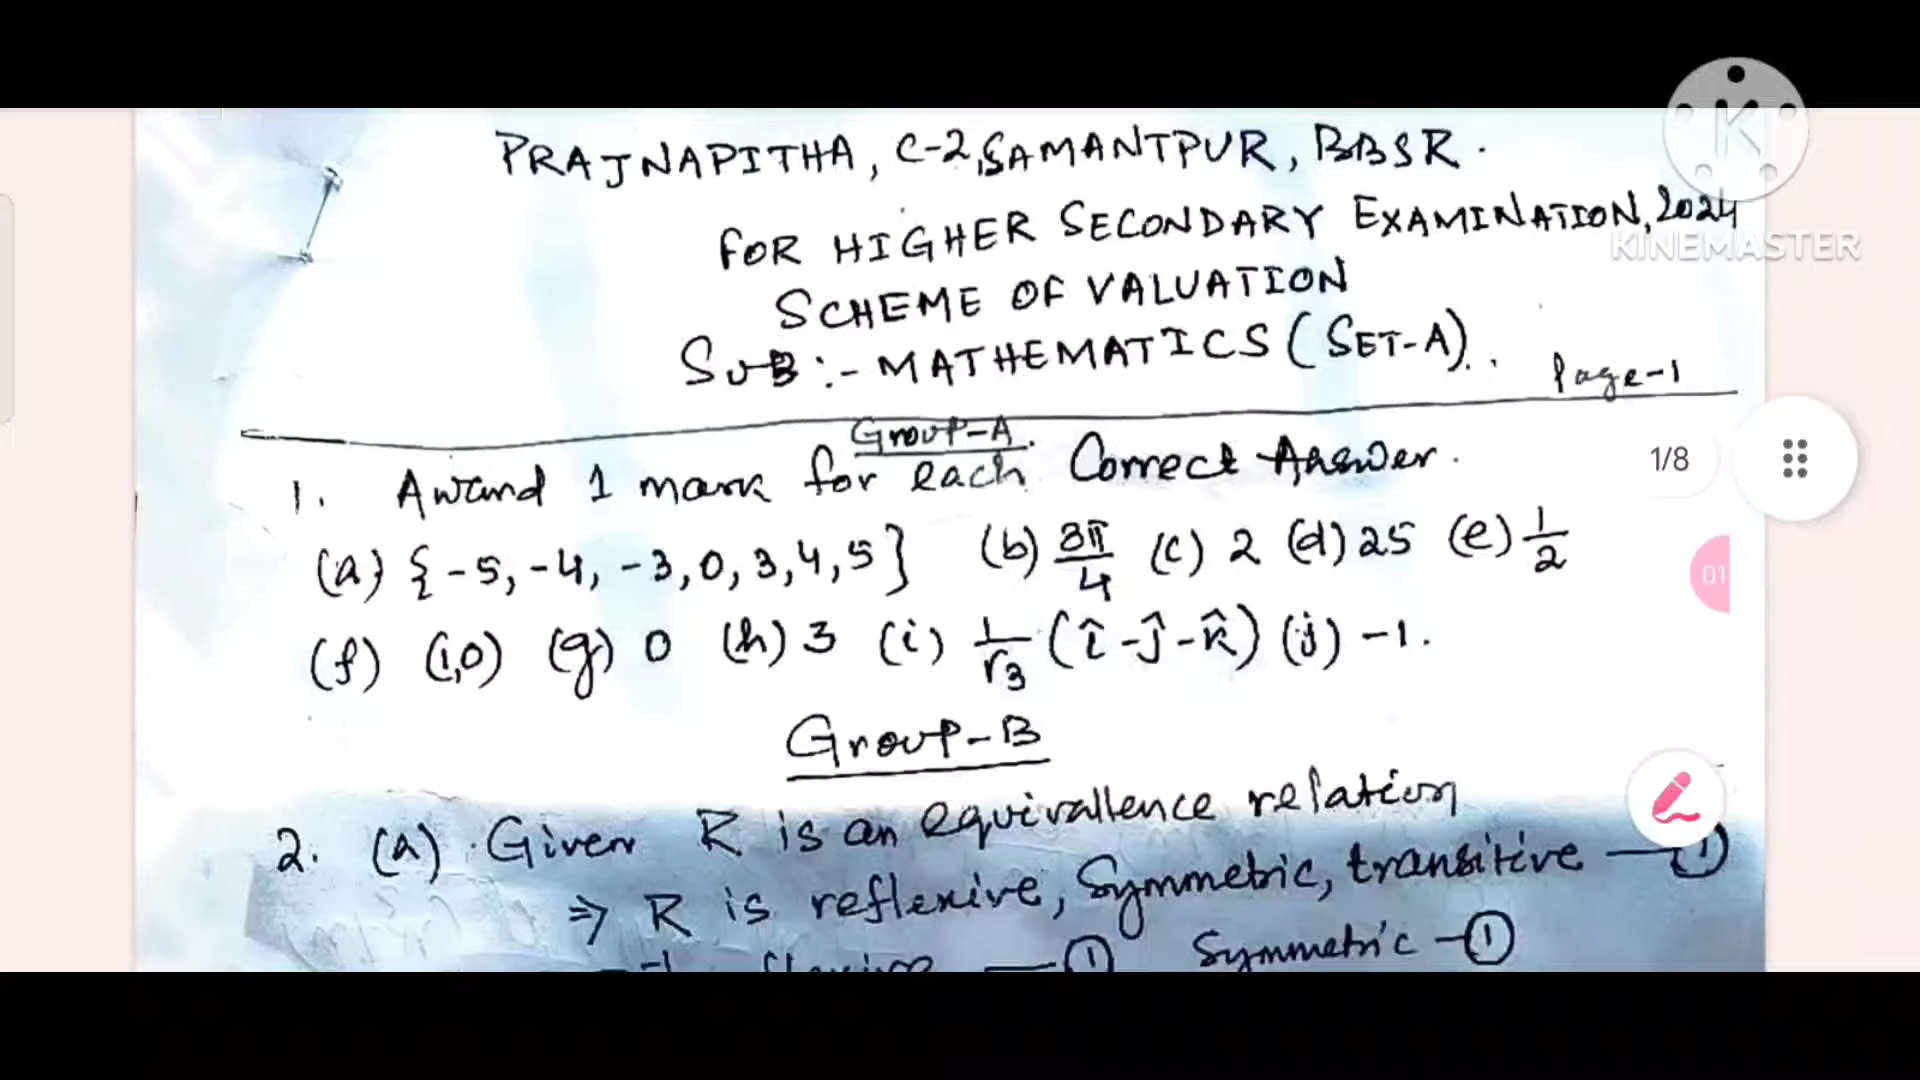 PRAJNAPITHA, C-2, SAMANTPUR, BBSR.
FOR HIGHER SECONDARY EXAMINATION, 2024
KINEMASTER
SCHEME OF VALUATION
SUB:- MATHEMATICS (SET-A).
Page-1
Group-A.
1. Award 1 mark for each Correct Answer.
1/8
(a) {-5, -4, -3, 0, 3, 4, 5} (b) 3π/4 (c) 2 (d) 25 (e) 1/2
01
(f) (1,0) (g) 0 (h) 3 (i) 1/√3 (î-ĵ-k̂) (j) -1.
Group-B
2. (a) Given R is an equivallence relation
⇒ R is reflexive, Symmetric, transitive — ①
— ① Symmetric — ①